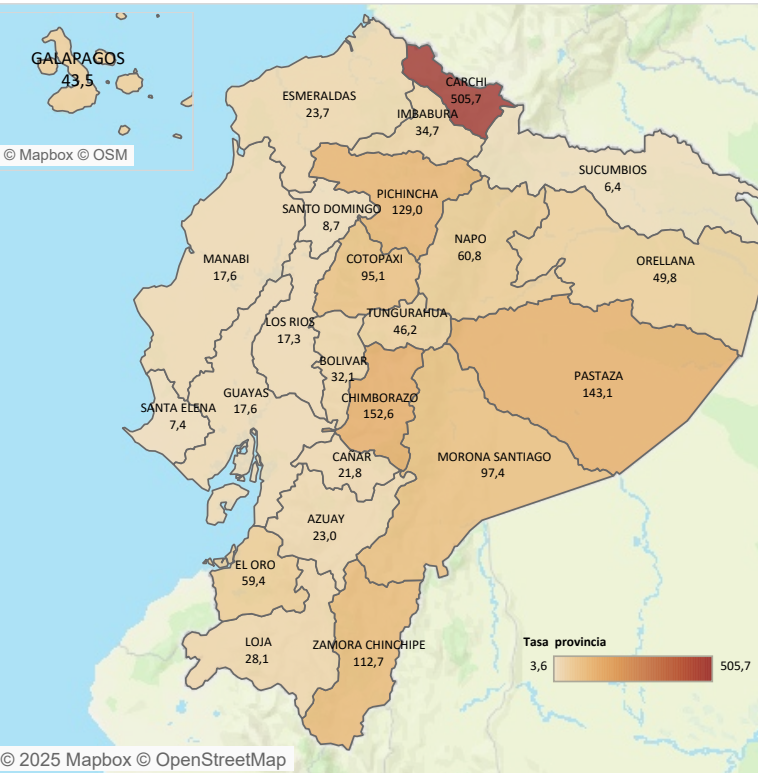 GALAPAGOS
43,5
© Mapbox © OSM
CARCHI
505,7
ESMERALDAS
23,7
IMBABURA
34,7
SUCUMBIOS
6,4
PICHINCHA
129,0
SANTO DOMINGO
8,7
NAPO
60,8
MANABI
17,6
COTOPAXI
95,1
ORELLANA
49,8
TUNGURAHUA
46,2
LOS RIOS
17,3
BOLIVAR
32,1
PASTAZA
143,1
GUAYAS
17,6
CHIMBORAZO
152,6
SANTA ELENA
7,4
CAÑAR
21,8
MORONA SANTIAGO
97,4
AZUAY
23,0
EL ORO
59,4
LOJA
28,1
ZAMORA CHINCHIPE
112,7
Tasa provincia
3,6 505,7
© 2025 Mapbox © OpenStreetMap